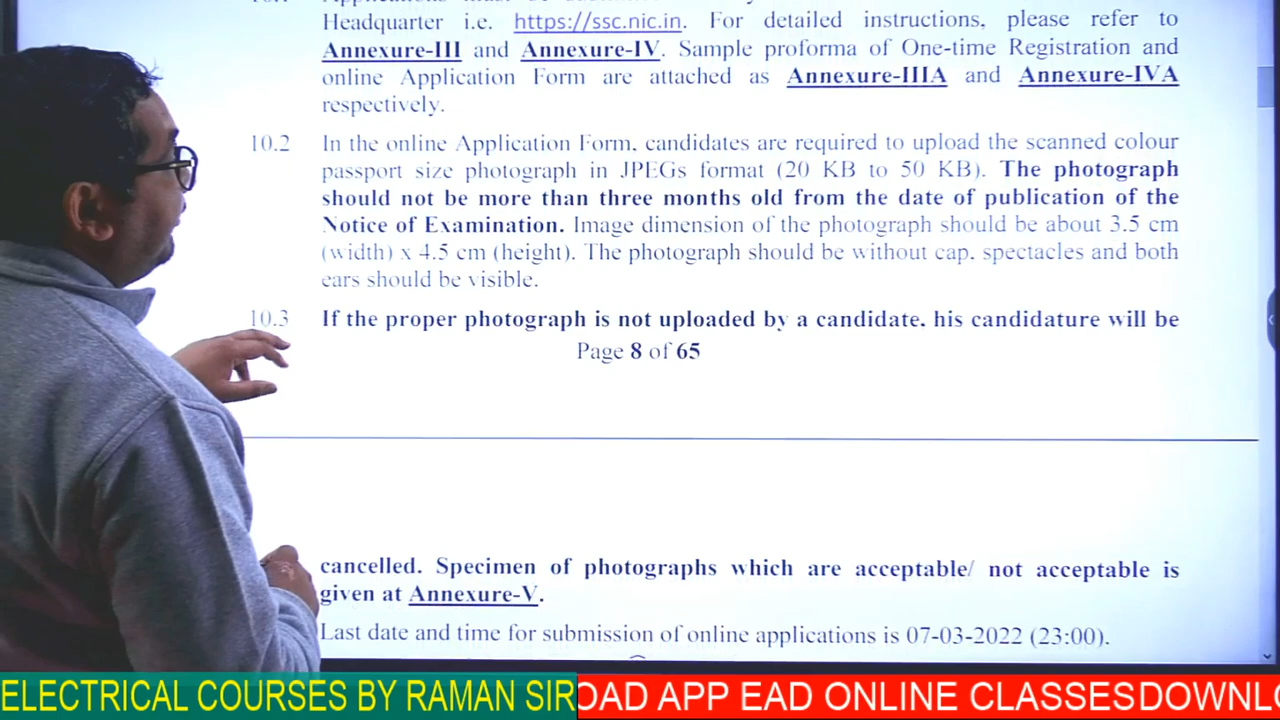 Headquarter i.e. https://ssc.nic.in. For detailed instructions, please refer to
Annexure-III and Annexure-IV. Sample proforma of One-time Registration and
online Application Form are attached as Annexure-IIIA and Annexure-IVA
respectively.
10.2 In the online Application Form, candidates are required to upload the scanned colour
passport size photograph in JPEGs format (20 KB to 50 KB). The photograph
should not be more than three months old from the date of publication of the
Notice of Examination. Image dimension of the photograph should be about 3.5 cm
(width) x 4.5 cm (height). The photograph should be without cap, spectacles and both
ears should be visible.
10.3 If the proper photograph is not uploaded by a candidate, his candidature will be
Page 8 of 65
cancelled. Specimen of photographs which are acceptable/ not acceptable is
given at Annexure-V.
Last date and time for submission of online applications is 07-03-2022 (23:00).
ELECTRICAL COURSES BY RAMAN SIR
OAD APP EAD ONLINE CLASSES DOWNLO